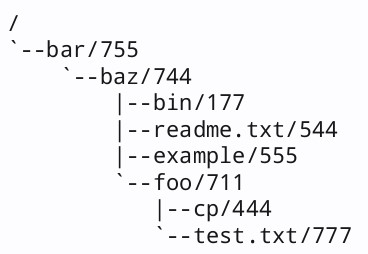 /
`--bar/755
    `--baz/744
        |--bin/177
        |--readme.txt/544
        |--example/555
        `--foo/711
           |--cp/444
           `--test.txt/777